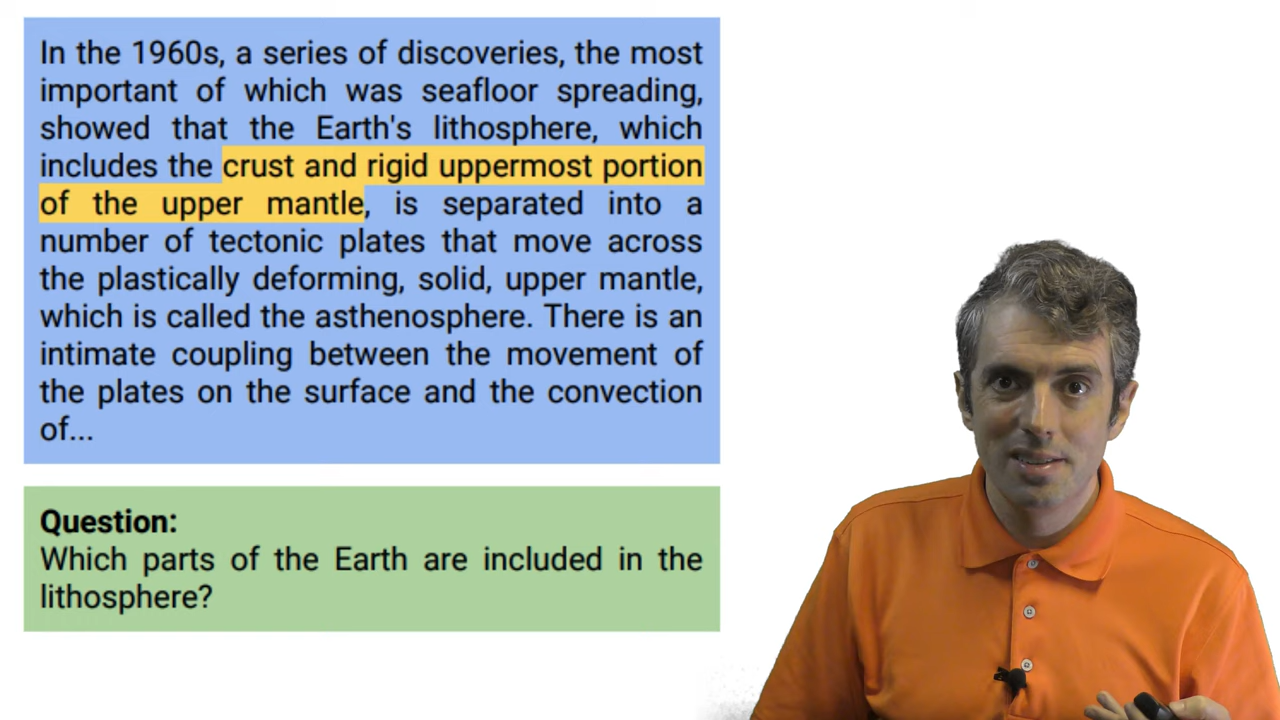 In the 1960s, a series of discoveries, the most
important of which was seafloor spreading,
showed that the Earth's lithosphere, which
includes the crust and rigid uppermost portion
of the upper mantle, is separated into a
number of tectonic plates that move across
the plastically deforming, solid, upper mantle,
which is called the asthenosphere. There is an
intimate coupling between the movement of
the plates on the surface and the convection
of...
Question:
Which parts of the Earth are included in the
lithosphere?